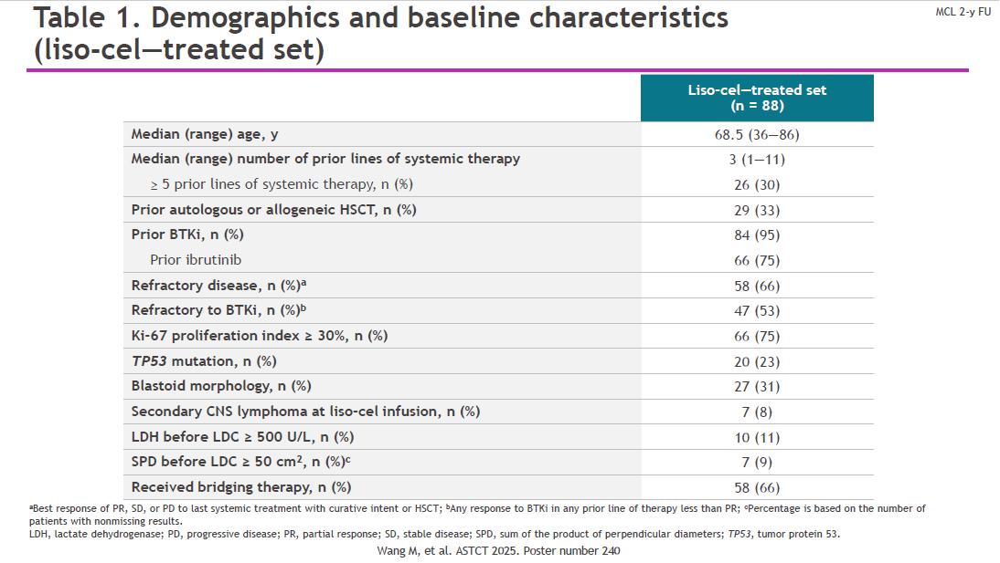 Table 1. Demographics and baseline characteristics
(liso-cel—treated set)
MCL 2-y FU
Liso-cel—treated set
(n = 88)
Median (range) age, y 68.5 (36—86)
Median (range) number of prior lines of systemic therapy 3 (1—11)
≥ 5 prior lines of systemic therapy, n (%) 26 (30)
Prior autologous or allogeneic HSCT, n (%) 29 (33)
Prior BTKi, n (%) 84 (95)
Prior ibrutinib 66 (75)
Refractory disease, n (%)ᵃ 58 (66)
Refractory to BTKi, n (%)ᵇ 47 (53)
Ki-67 proliferation index ≥ 30%, n (%) 66 (75)
TP53 mutation, n (%) 20 (23)
Blastoid morphology, n (%) 27 (31)
Secondary CNS lymphoma at liso-cel infusion, n (%) 7 (8)
LDH before LDC ≥ 500 U/L, n (%) 10 (11)
SPD before LDC ≥ 50 cm², n (%)ᶜ 7 (9)
Received bridging therapy, n (%) 58 (66)
ᵃBest response of PR, SD, or PD to last systemic treatment with curative intent or HSCT; ᵇAny response to BTKi in any prior line of therapy less than PR; ᶜPercentage is based on the number of
patients with nonmissing results.
LDH, lactate dehydrogenase; PD, progressive disease; PR, partial response; SD, stable disease; SPD, sum of the product of perpendicular diameters; TP53, tumor protein 53.
Wang M, et al. ASTCT 2025. Poster number 240